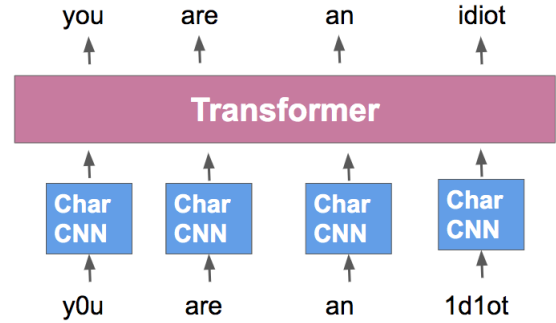 you are an idiot
Transformer
Char Char Char Char
CNN CNN CNN CNN
y0u are an 1d1ot